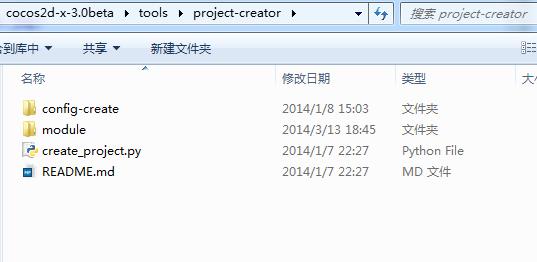 cocos2d-x-3.0beta ▸ tools ▸ project-creator 搜索 project-creator
含到库中 共享 新建文件夹
名称 修改日期 类型 大
config-create 2014/1/8 15:03 文件夹
module 2014/3/13 18:45 文件夹
create_project.py 2014/1/7 22:27 Python File
README.md 2014/1/7 22:27 MD 文件